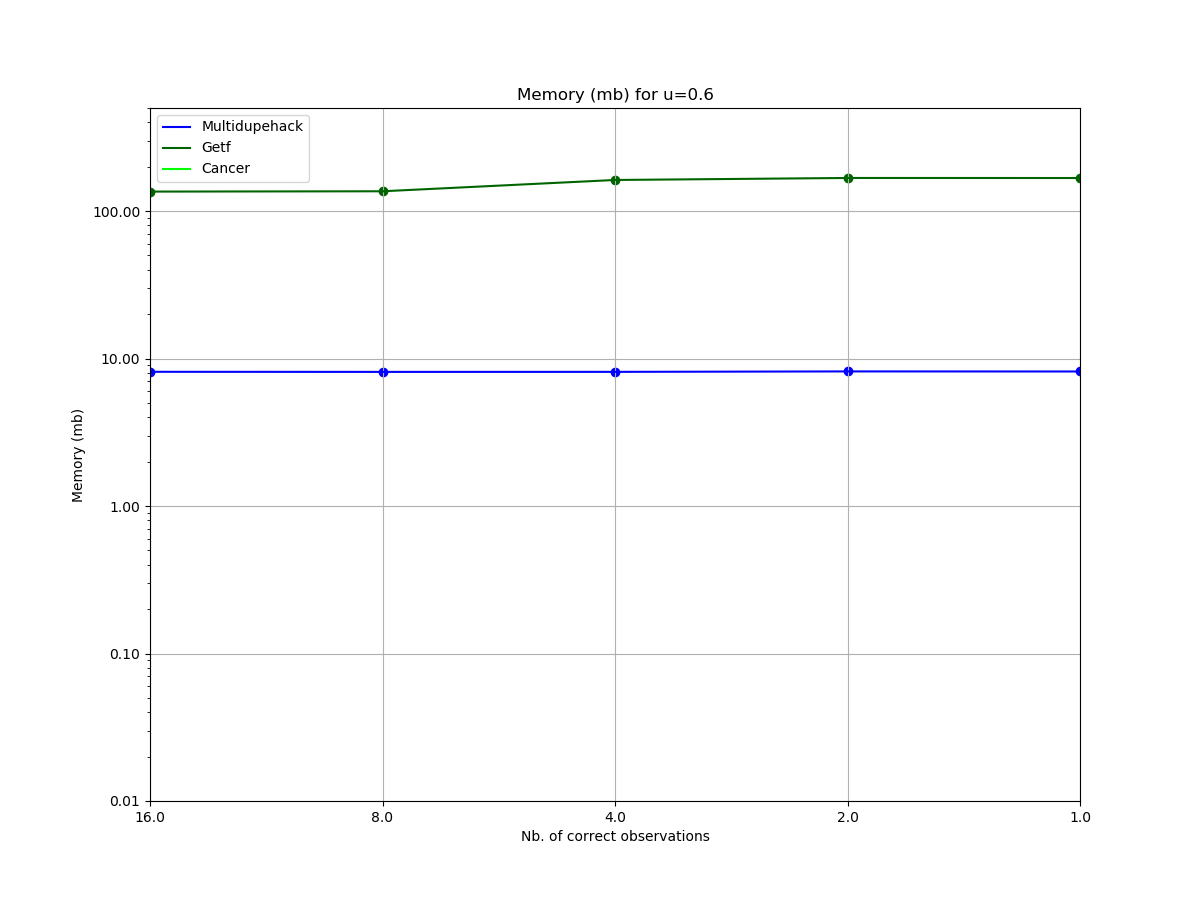 Memory (mb) for u=0.6
Multidupehack
Getf
Cancer
100.00
10.00
1.00
0.10
0.01
Memory (mb)
16.0 8.0 4.0 2.0 1.0
Nb. of correct observations